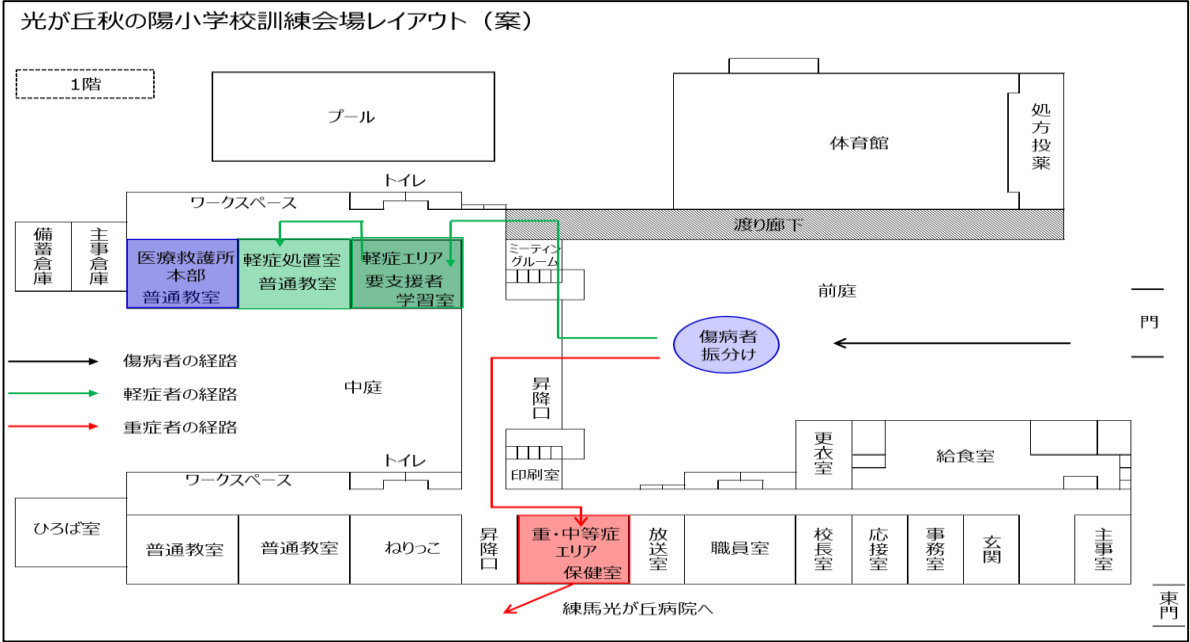 光が丘秋の陽小学校訓練会場レイアウト（案）
1階
プール
体育館
処方投薬
トイレ
ワークスペース
渡り廊下
備蓄倉庫
主事倉庫
医療救護所
本部
普通教室
軽症処置室
普通教室
軽症エリア
要支援者
学習室
ミーティン
グルーム
前庭
門
傷病者
振分け
傷病者の経路
軽症者の経路
重症者の経路
中庭
昇降口
更衣室
給食室
トイレ
ワークスペース
印刷室
ひろば室
普通教室
普通教室
ねりっこ
昇降口
重・中等症
エリア
保健室
放送室
職員室
校長室
応接室
事務室
玄関
主事室
練馬光が丘病院へ
東門